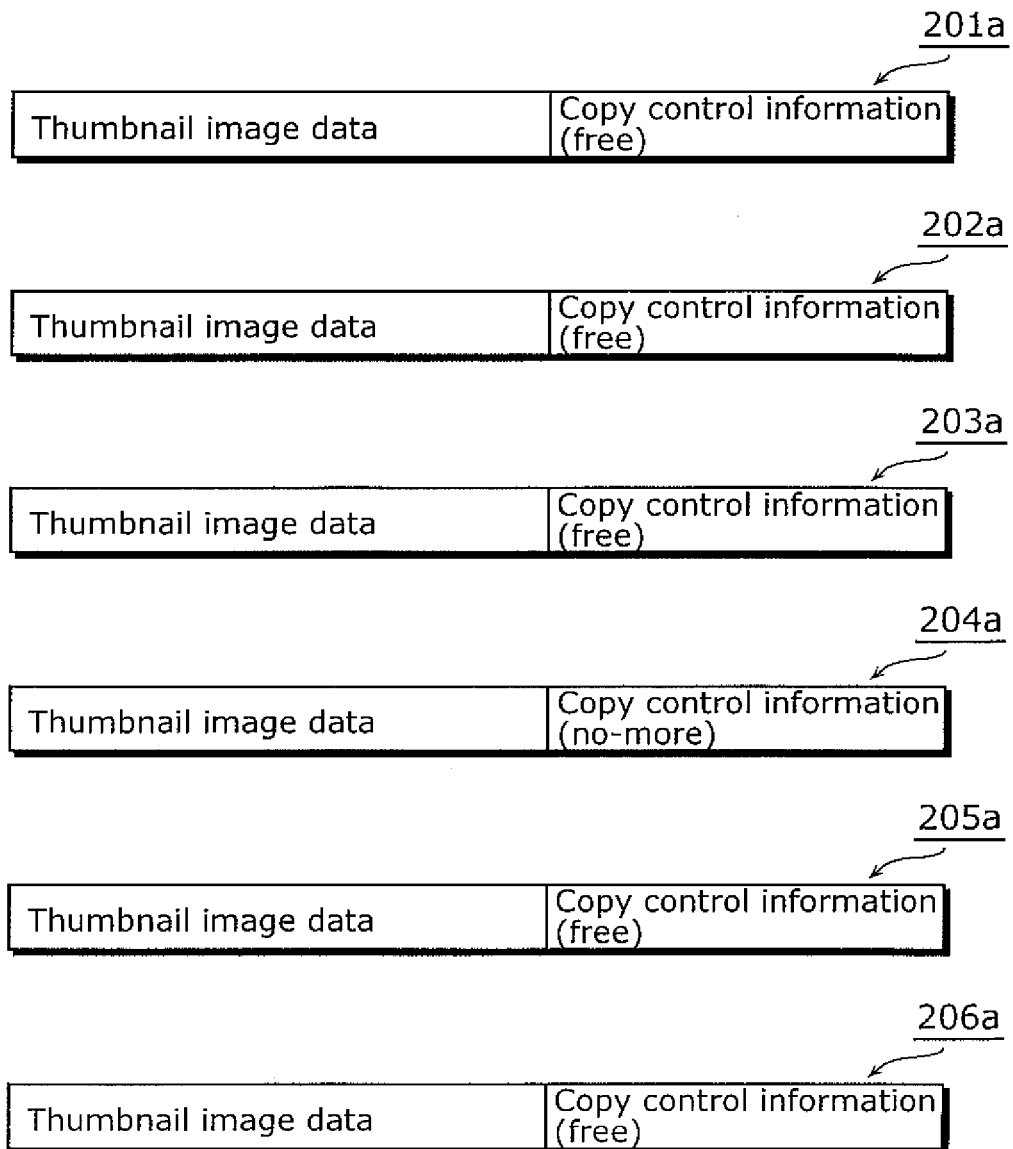 201a
Thumbnail image data
Copy control information
(free)
202a
Thumbnail image data
Copy control information
(free)
203a
Thumbnail image data
Copy control information
(free)
204a
Thumbnail image data
Copy control information
(no-more)
205a
Thumbnail image data
Copy control information
(free)
206a
Thumbnail image data
Copy control information
(free)